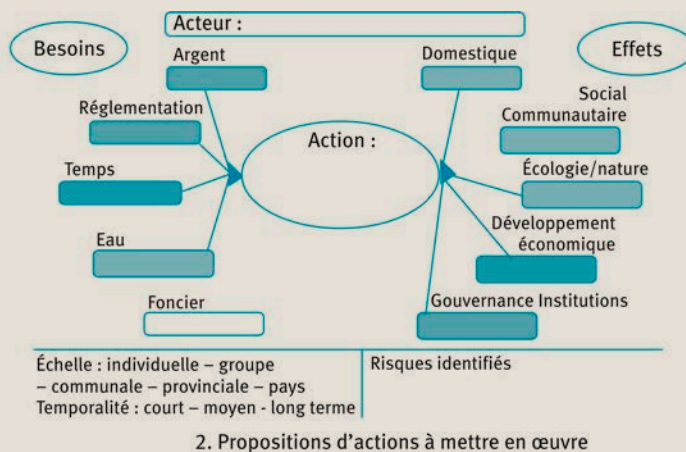 Acteur :
Besoins
Effets
Argent
Domestique
Réglementation
Social
Communautaire
Temps
Action :
Écologie/nature
Eau
Développement
économique
Foncier
Gouvernance Institutions
Échelle : individuelle – groupe
– communale – provinciale – pays
Temporalité : court – moyen - long terme
Risques identifiés
2. Propositions d’actions à mettre en œuvre